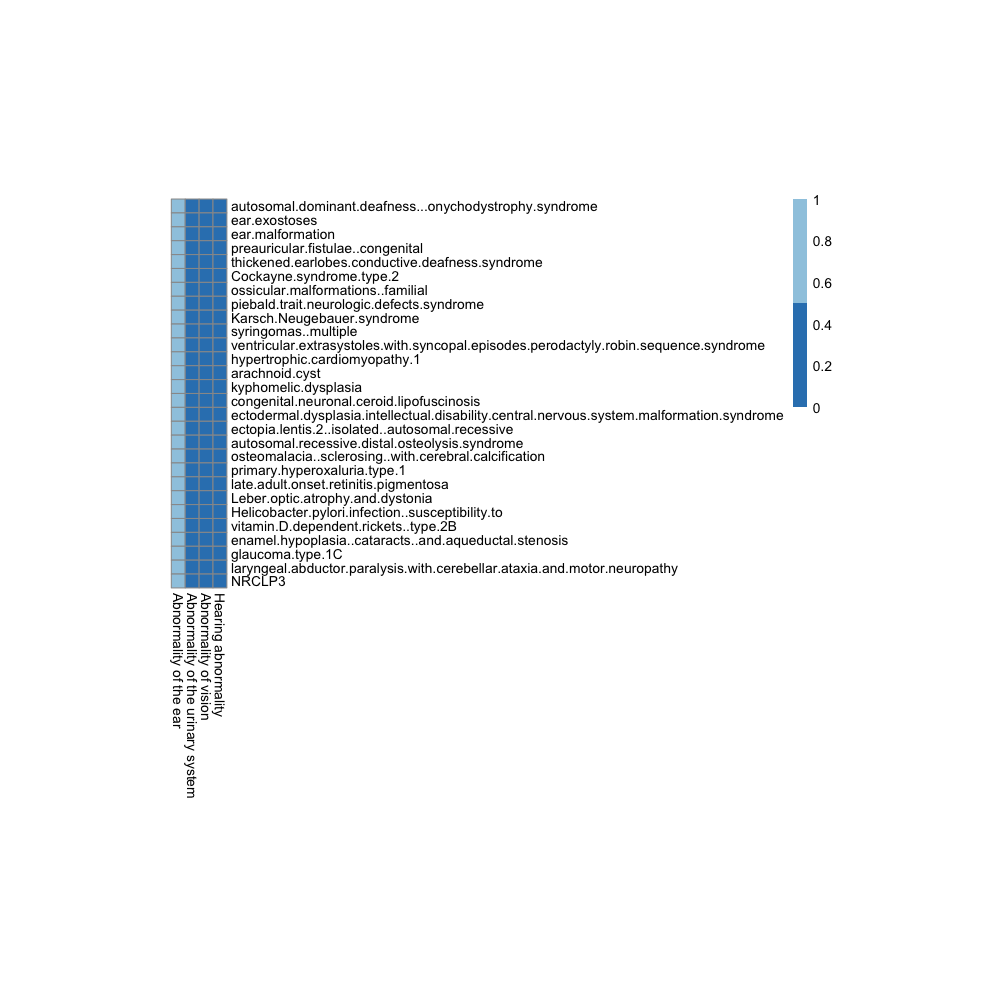 autosomal.dominant.deafness...onychodystrophy.syndrome
ear.exostoses
ear.malformation
preauricular.fistulae..congenital
thickened.earlobes.conductive.deafness.syndrome
Cockayne.syndrome.type.2
ossicular.malformations..familial
piebald.trait.neurologic.defects.syndrome
Karsch.Neugebauer.syndrome
syringomas..multiple
ventricular.extrasystoles.with.syncopal.episodes.perodactyly.robin.sequence.syndrome
hypertrophic.cardiomyopathy.1
arachnoid.cyst
kyphomelic.dysplasia
congenital.neuronal.ceroid.lipofuscinosis
ectodermal.dysplasia.intellectual.disability.central.nervous.system.malformation.syndrome
ectopia.lentis.2..isolated..autosomal.recessive
autosomal.recessive.distal.osteolysis.syndrome
osteomalacia..sclerosing..with.cerebral.calcification
primary.hyperoxaluria.type.1
late.adult.onset.retinitis.pigmentosa
Leber.optic.atrophy.and.dystonia
Helicobacter.pylori.infection..susceptibility.to
vitamin.D.dependent.rickets..type.2B
enamel.hypoplasia..cataracts..and.aqueductal.stenosis
glaucoma.type.1C
laryngeal.abductor.paralysis.with.cerebellar.ataxia.and.motor.neuropathy
NRCLP3
Abnormality of the ear
Abnormality of the urinary system
Abnormality of vision
Hearing abnormality
1
0.8
0.6
0.4
0.2
0